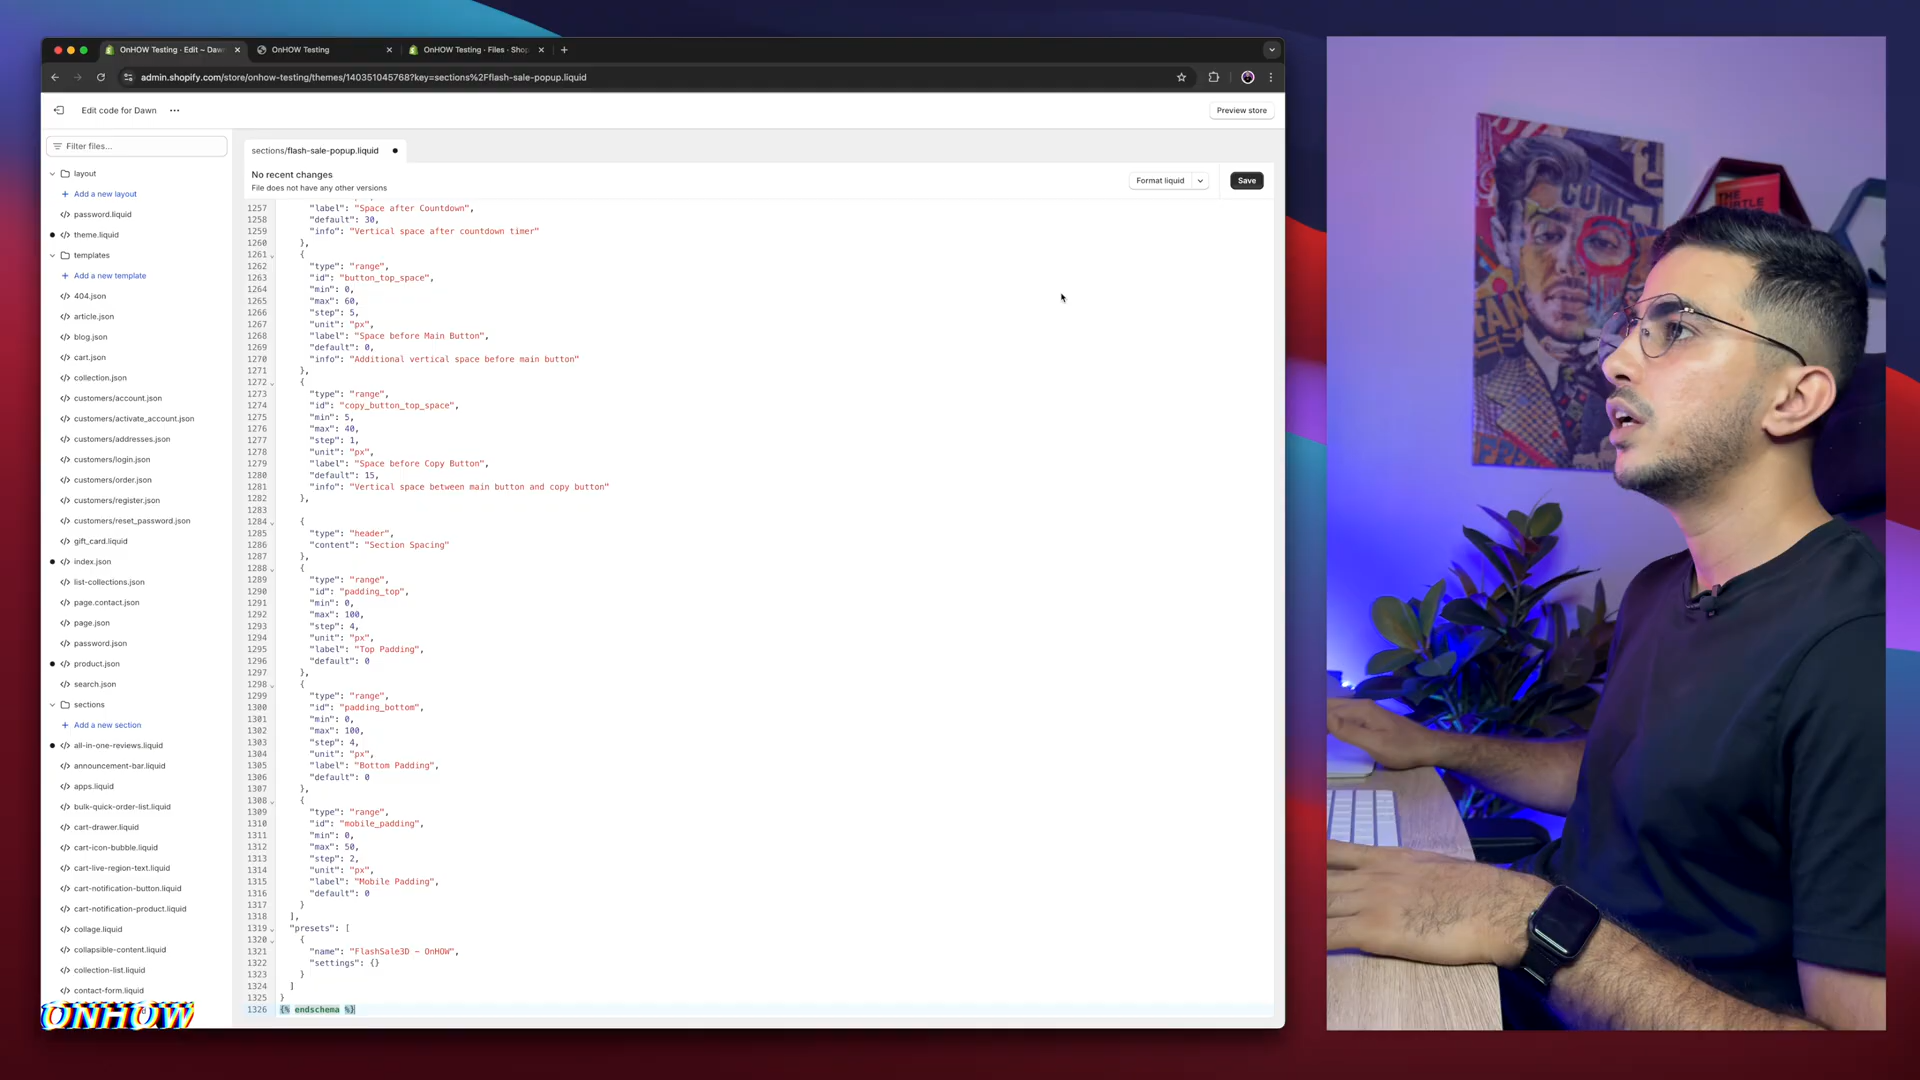 OnHOW Testing · Edit ~ Daw
OnHOW Testing
OnHOW Testing · Files · Shop
admin.shopify.com/store/onhow-testing/themes/140351045768?key=sections%2Fflash-sale-popup.liquid
Edit code for Dawn
Preview store
Filter files...
layout
Add a new layout
password.liquid
theme.liquid
templates
Add a new template
404.json
article.json
blog.json
cart.json
collection.json
customers/account.json
customers/activate_account.json
customers/addresses.json
customers/login.json
customers/order.json
customers/register.json
customers/reset_password.json
gift_card.liquid
index.json
list-collections.json
page.contact.json
page.json
password.json
product.json
search.json
sections
Add a new section
all-in-one-reviews.liquid
announcement-bar.liquid
apps.liquid
bulk-quick-order-list.liquid
cart-drawer.liquid
cart-icon-bubble.liquid
cart-live-region-text.liquid
cart-notification-button.liquid
cart-notification-product.liquid
collage.liquid
collapsible-content.liquid
collection-list.liquid
contact-form.liquid
ONHOW
sections/flash-sale-popup.liquid
No recent changes
File does not have any other versions
Format liquid
Save
1257 "label": "Space after Countdown",
1258 "default": 30,
1259 "info": "Vertical space after countdown timer"
1260 },
1261 {
1262 "type": "range",
1263 "id": "button_top_space",
1264 "min": 0,
1265 "max": 60,
1266 "step": 5,
1267 "unit": "px",
1268 "label": "Space before Main Button",
1269 "default": 0,
1270 "info": "Additional vertical space before main button"
1271 },
1272 {
1273 "type": "range",
1274 "id": "copy_button_top_space",
1275 "min": 5,
1276 "max": 40,
1277 "step": 1,
1278 "unit": "px",
1279 "label": "Space before Copy Button",
1280 "default": 15,
1281 "info": "Vertical space between main button and copy button"
1282 },
1283
1284 {
1285 "type": "header",
1286 "content": "Section Spacing"
1287 },
1288 {
1289 "type": "range",
1290 "id": "padding_top",
1291 "min": 0,
1292 "max": 100,
1293 "step": 4,
1294 "unit": "px",
1295 "label": "Top Padding",
1296 "default": 0
1297 },
1298 {
1299 "type": "range",
1300 "id": "padding_bottom",
1301 "min": 0,
1302 "max": 100,
1303 "step": 4,
1304 "unit": "px",
1305 "label": "Bottom Padding",
1306 "default": 0
1307 },
1308 {
1309 "type": "range",
1310 "id": "mobile_padding",
1311 "min": 0,
1312 "max": 50,
1313 "step": 2,
1314 "unit": "px",
1315 "label": "Mobile Padding",
1316 "default": 0
1317 }
1318 ],
1319 "presets": [
1320 {
1321 "name": "FlashSale3D - OnHOW",
1322 "settings": {}
1323 }
1324 ]
1325 }
1326 {% endschema %}
COME
FAN
THE